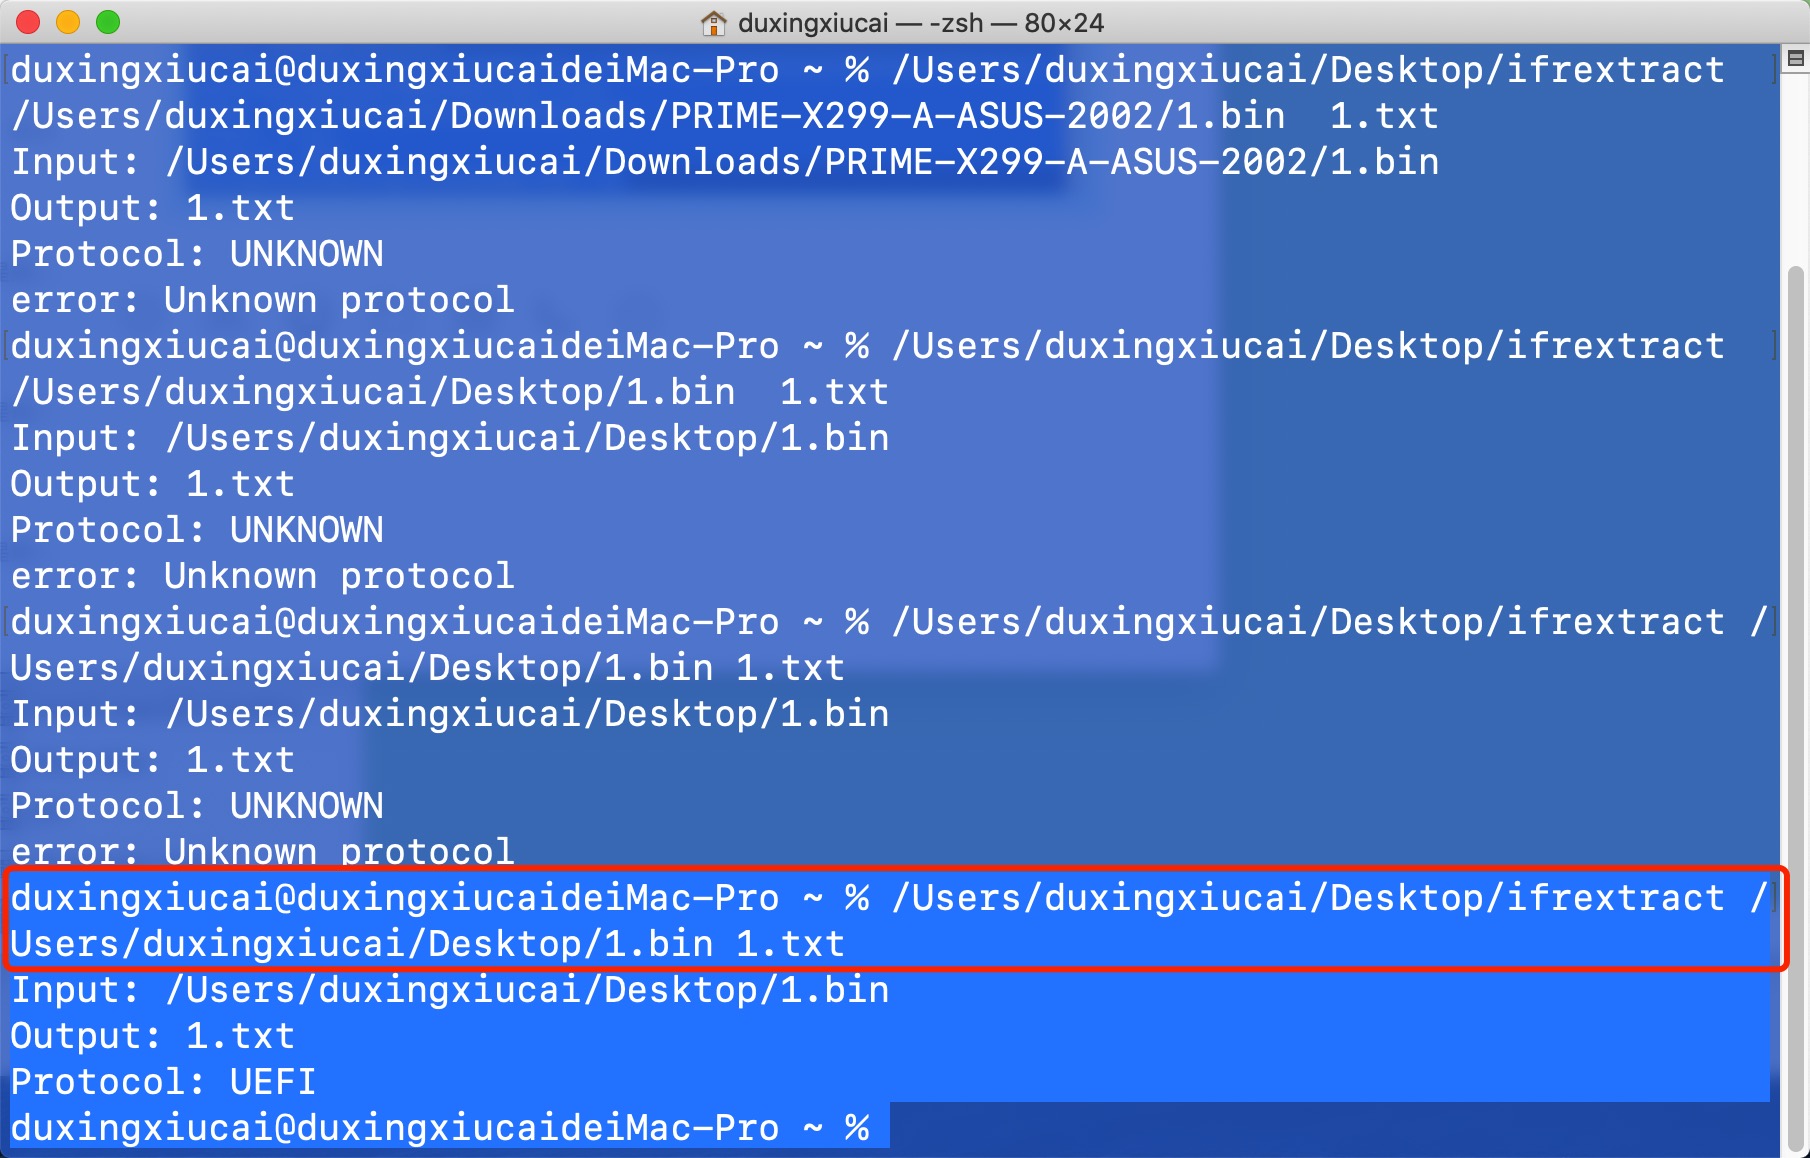 duxingxiucai — -zsh — 80×24
[duxingxiucai@duxingxiucaideiMac-Pro ~ % /Users/duxingxiucai/Desktop/ifrextract  ]
/Users/duxingxiucai/Downloads/PRIME-X299-A-ASUS-2002/1.bin  1.txt
Input: /Users/duxingxiucai/Downloads/PRIME-X299-A-ASUS-2002/1.bin
Output: 1.txt
Protocol: UNKNOWN
error: Unknown protocol
[duxingxiucai@duxingxiucaideiMac-Pro ~ % /Users/duxingxiucai/Desktop/ifrextract  ]
/Users/duxingxiucai/Desktop/1.bin  1.txt
Input: /Users/duxingxiucai/Desktop/1.bin
Output: 1.txt
Protocol: UNKNOWN
error: Unknown protocol
[duxingxiucai@duxingxiucaideiMac-Pro ~ % /Users/duxingxiucai/Desktop/ifrextract /]
Users/duxingxiucai/Desktop/1.bin 1.txt
Input: /Users/duxingxiucai/Desktop/1.bin
Output: 1.txt
Protocol: UNKNOWN
error: Unknown protocol
duxingxiucai@duxingxiucaideiMac-Pro ~ % /Users/duxingxiucai/Desktop/ifrextract /]
Users/duxingxiucai/Desktop/1.bin 1.txt
Input: /Users/duxingxiucai/Desktop/1.bin
Output: 1.txt
Protocol: UEFI
duxingxiucai@duxingxiucaideiMac-Pro ~ %